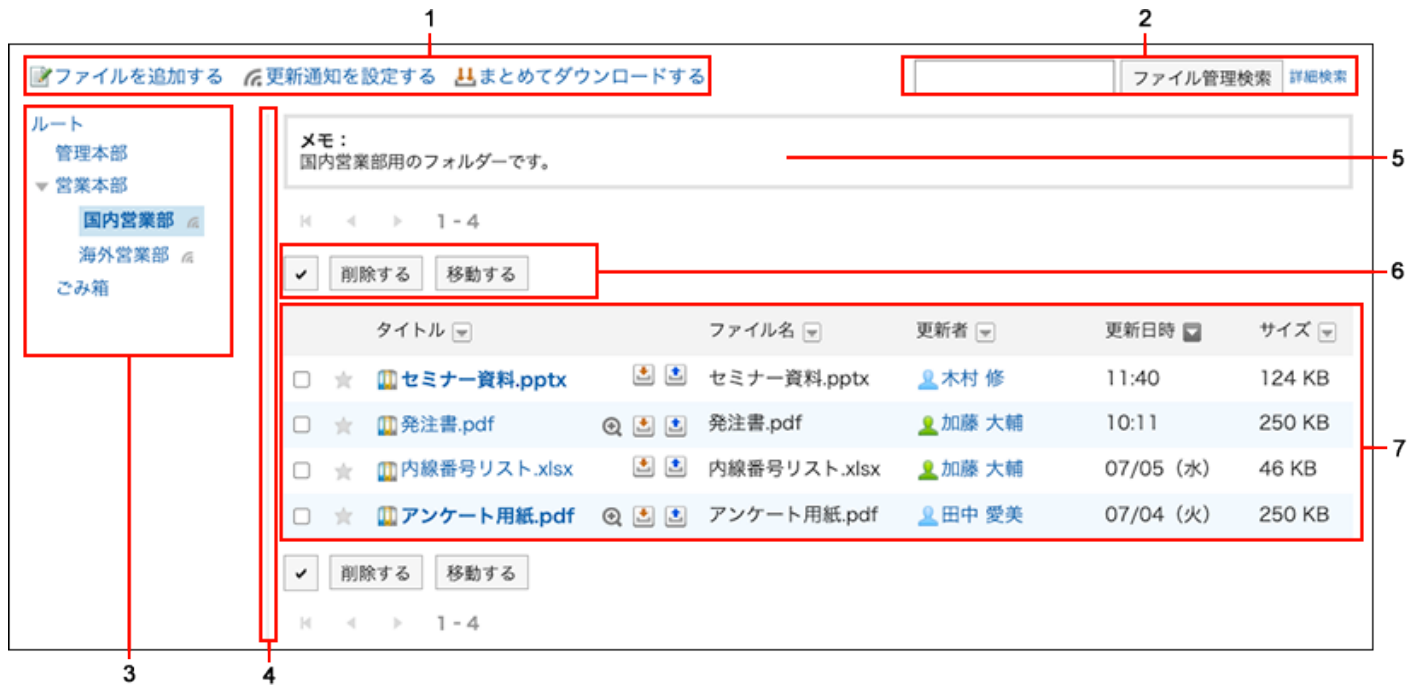 1
2
ファイルを追加する 更新通知を設定する まとめてダウンロードする
ファイル管理検索 詳細検索
ルート
管理本部
営業本部
国内営業部
海外営業部
ごみ箱
メモ：
国内営業部用のフォルダーです。
5
1 - 4
削除する 移動する
6
タイトル ファイル名 更新者 更新日時 サイズ
セミナー資料.pptx セミナー資料.pptx 木村 修 11:40 124 KB
発注書.pdf 発注書.pdf 加藤 大輔 10:11 250 KB
内線番号リスト.xlsx 内線番号リスト.xlsx 加藤 大輔 07/05（水） 46 KB
アンケート用紙.pdf アンケート用紙.pdf 田中 愛美 07/04（火） 250 KB
7
削除する 移動する
1 - 4
3
4